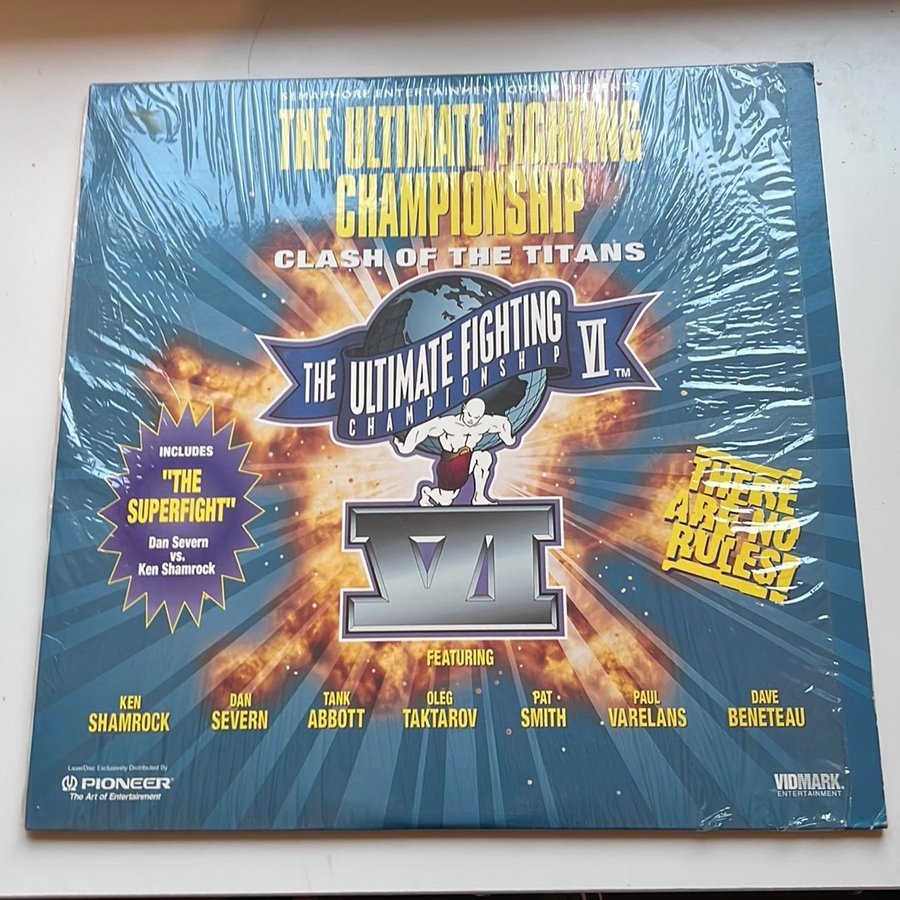 SEMAPHORE ENTERTAINMENT GROUP PRESENTS
THE ULTIMATE FIGHTING
CHAMPIONSHIP
CLASH OF THE TITANS
THE ULTIMATE FIGHTING VI ™
CHAMPIONSHIP
INCLUDES
"THE
SUPERFIGHT"
Dan Severn
vs.
Ken Shamrock
THERE
ARE NO
RULES!
VI
FEATURING
KEN
SHAMROCK
DAN
SEVERN
TANK
ABBOTT
OLEG
TAKTAROV
PAT
SMITH
PAUL
VARELANS
DAVE
BENETEAU
LaserDisc Exclusively Distributed By
PIONEER®
The Art of Entertainment
VIDMARK
ENTERTAINMENT